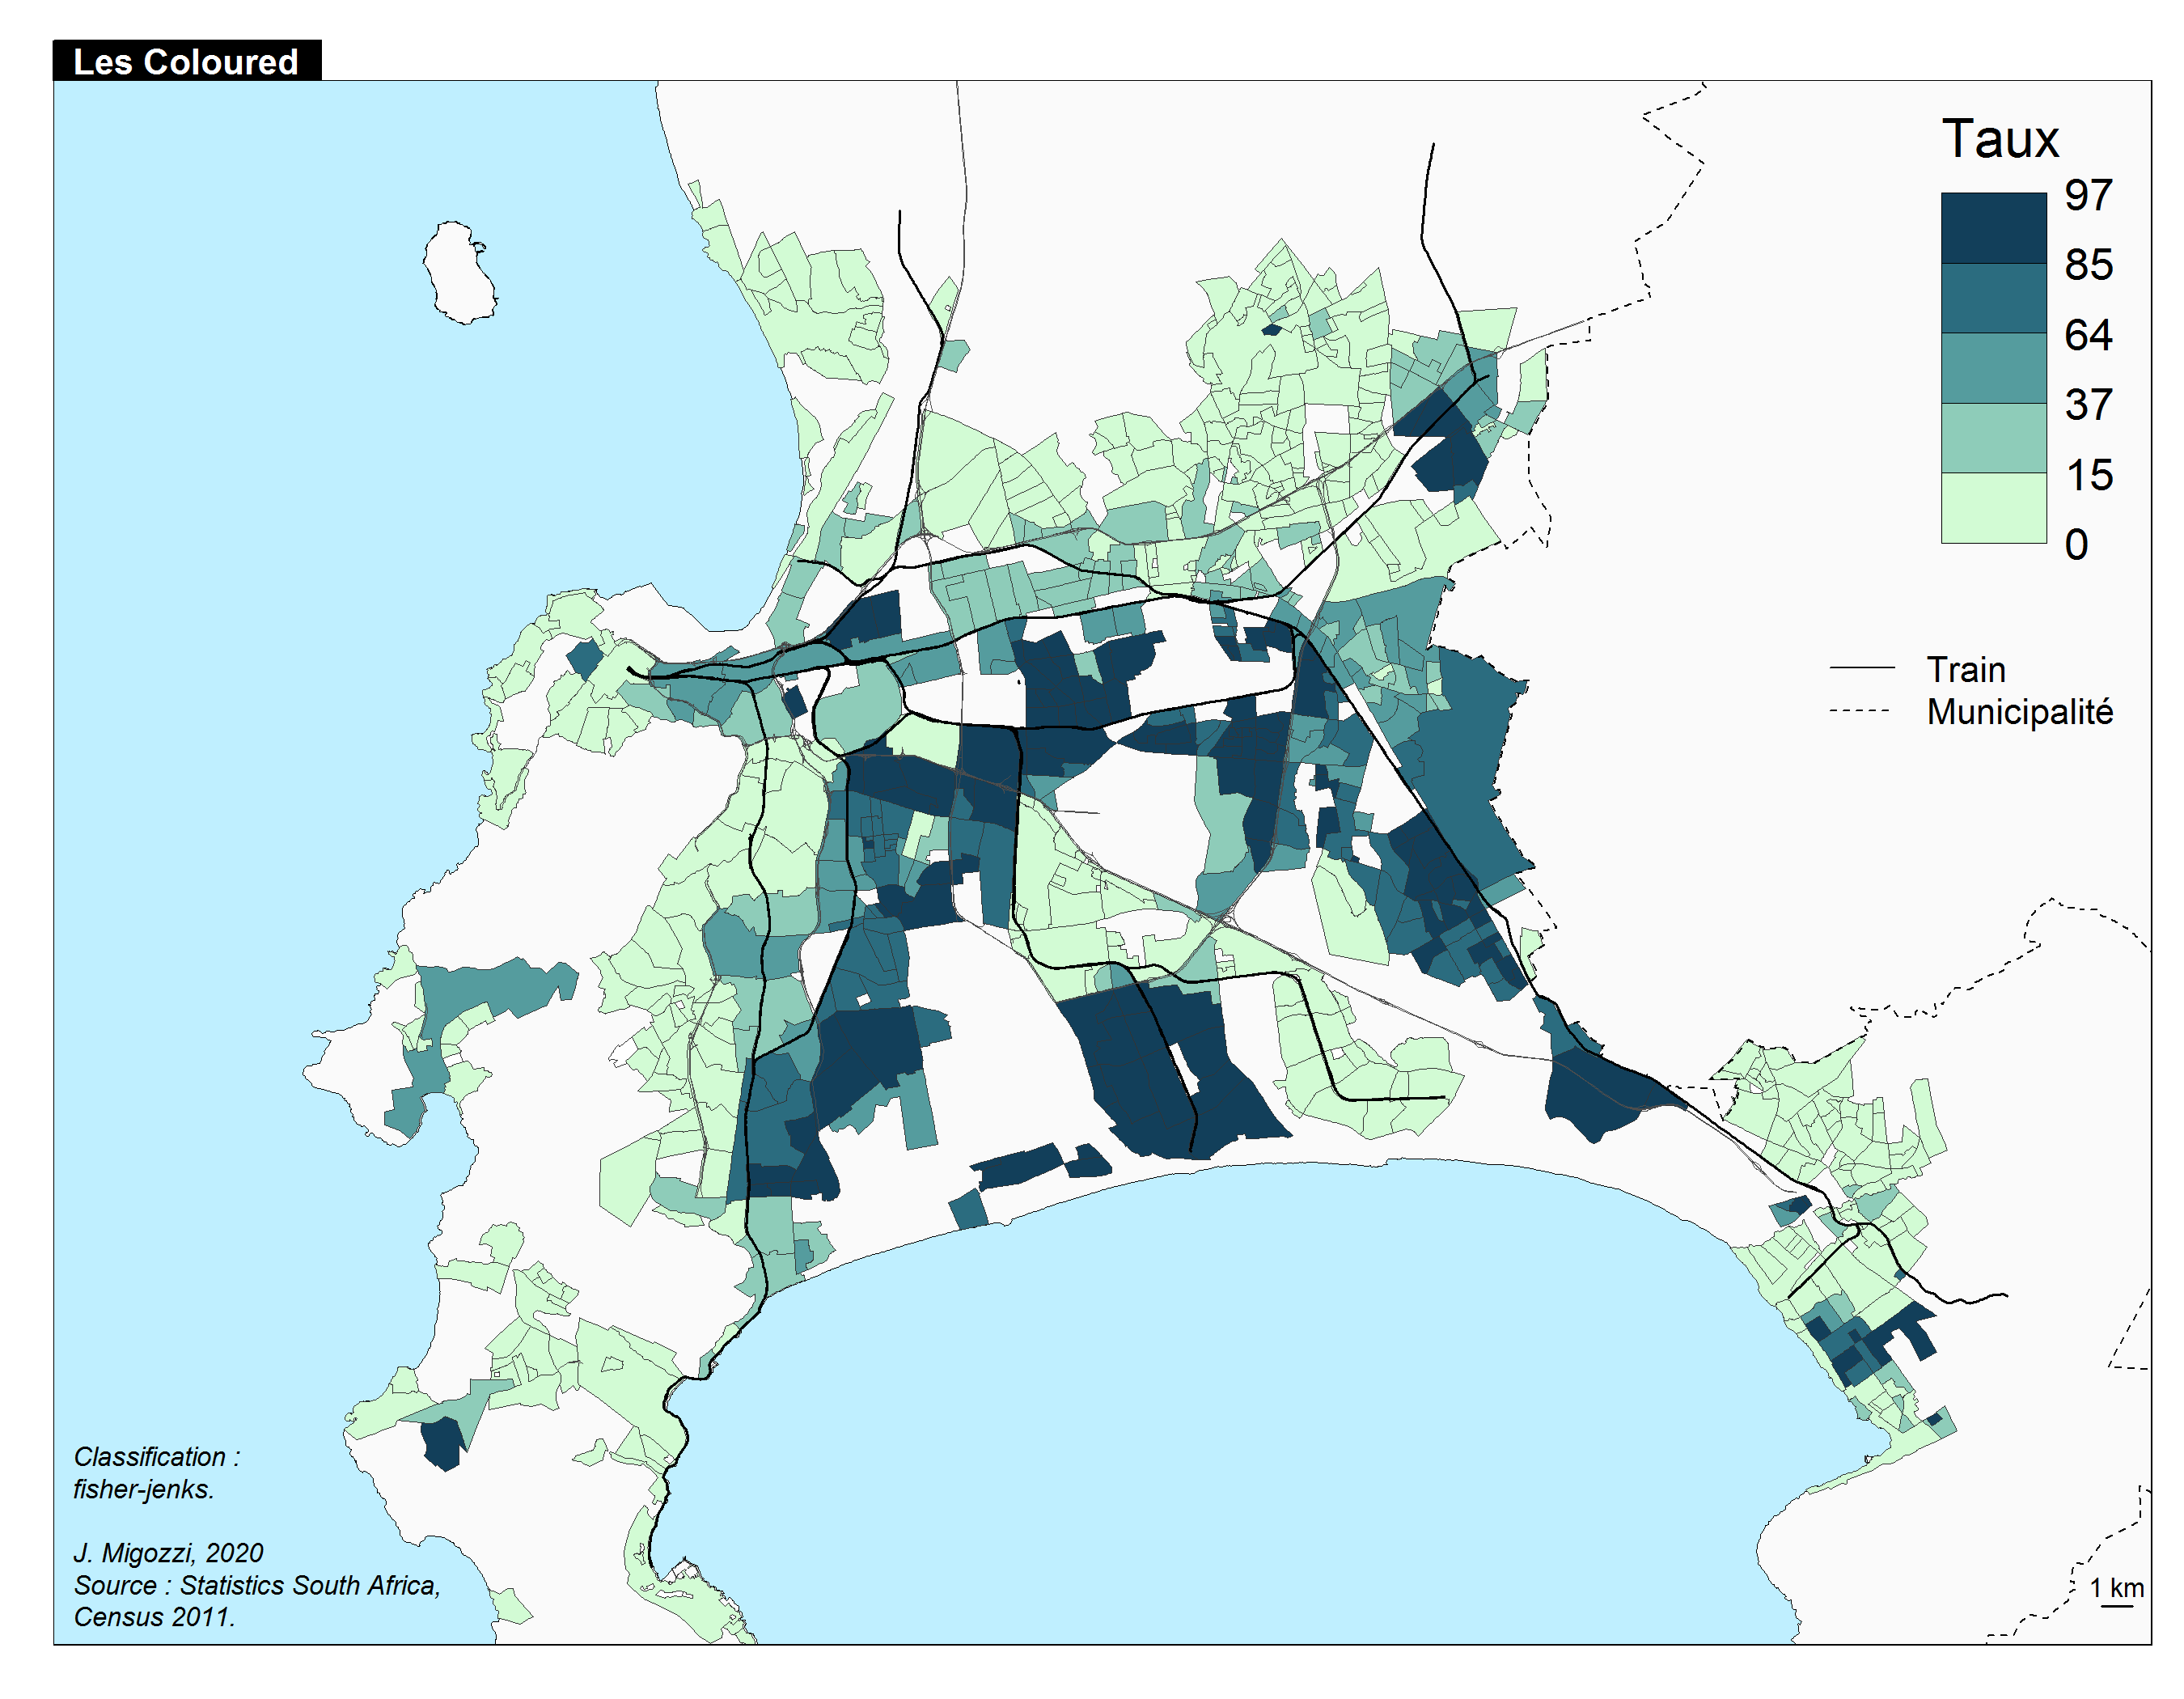 Les Coloured
Taux
97
85
64
37
15
0
Train
Municipalité
Classification :
fisher-jenks.
J. Migozzi, 2020
Source : Statistics South Africa,
Census 2011.
1 km